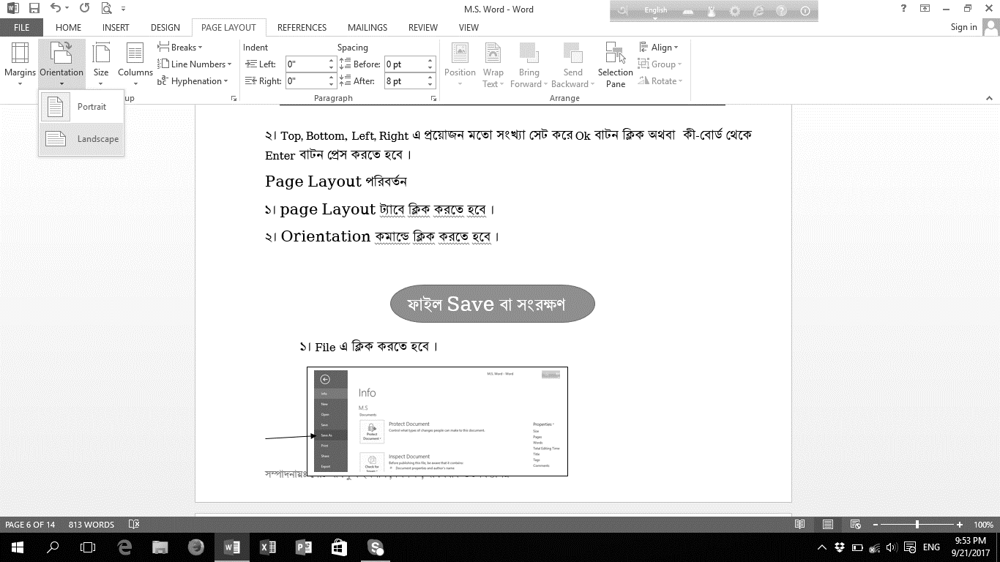 M.S. Word - Word
English
FILE HOME INSERT DESIGN PAGE LAYOUT REFERENCES MAILINGS REVIEW VIEW
Sign in
Margins Orientation Size Columns
Breaks
Line Numbers
Hyphenation
Indent Spacing
Left: 0" Before: 0 pt
Right: 0" After: 8 pt
Position Wrap Text Bring Forward Send Backward Selection Pane
Align
Group
Rotate
up Paragraph Arrange
Portrait
Landscape
২। Top, Bottom, Left, Right এ প্রয়োজন মতো সংখ্যা সেট করে Ok বাটন ক্লিক অথবা কী-বোর্ড থেকে
Enter বাটন প্রেস করতে হবে ।
Page Layout পরিবর্তন
১। page Layout ট্যাবে ক্লিক করতে হবে ।
২। Orientation কমান্ডে ক্লিক করতে হবে ।
ফাইল Save বা সংরক্ষণ
১। File এ ক্লিক করতে হবে ।
M.S. Word - Word
Info
New
Open
Save
Save As
Print
Share
Export
Info
M.S
Documents
Protect Document
Protect Document
Control what types of changes people can make to this document.
Check for
Inspect Document
Before publishing this file, be aware that it contains:
Document properties and author's name
Properties
Size
Pages
Words
Total Editing Time
Title
Tags
Comments
সম্পাদনায়ঃ
PAGE 6 OF 14 813 WORDS 100%
ENG 9:53 PM
9/21/2017